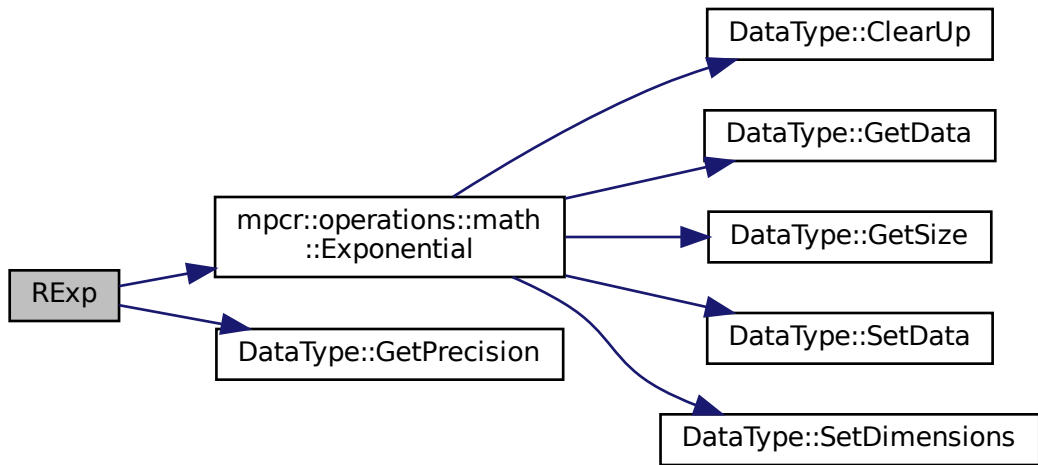 RExp
mpcr::operations::math
::Exponential
DataType::GetPrecision
DataType::ClearUp
DataType::GetData
DataType::GetSize
DataType::SetData
DataType::SetDimensions